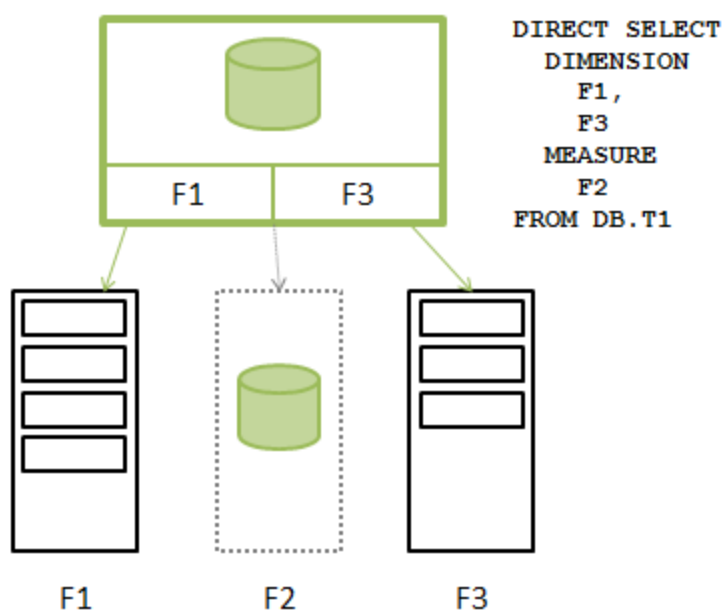 DIRECT SELECT
DIMENSION
F1,
F3
MEASURE
F2
FROM DB.T1
F1 F3
F1 F2 F3